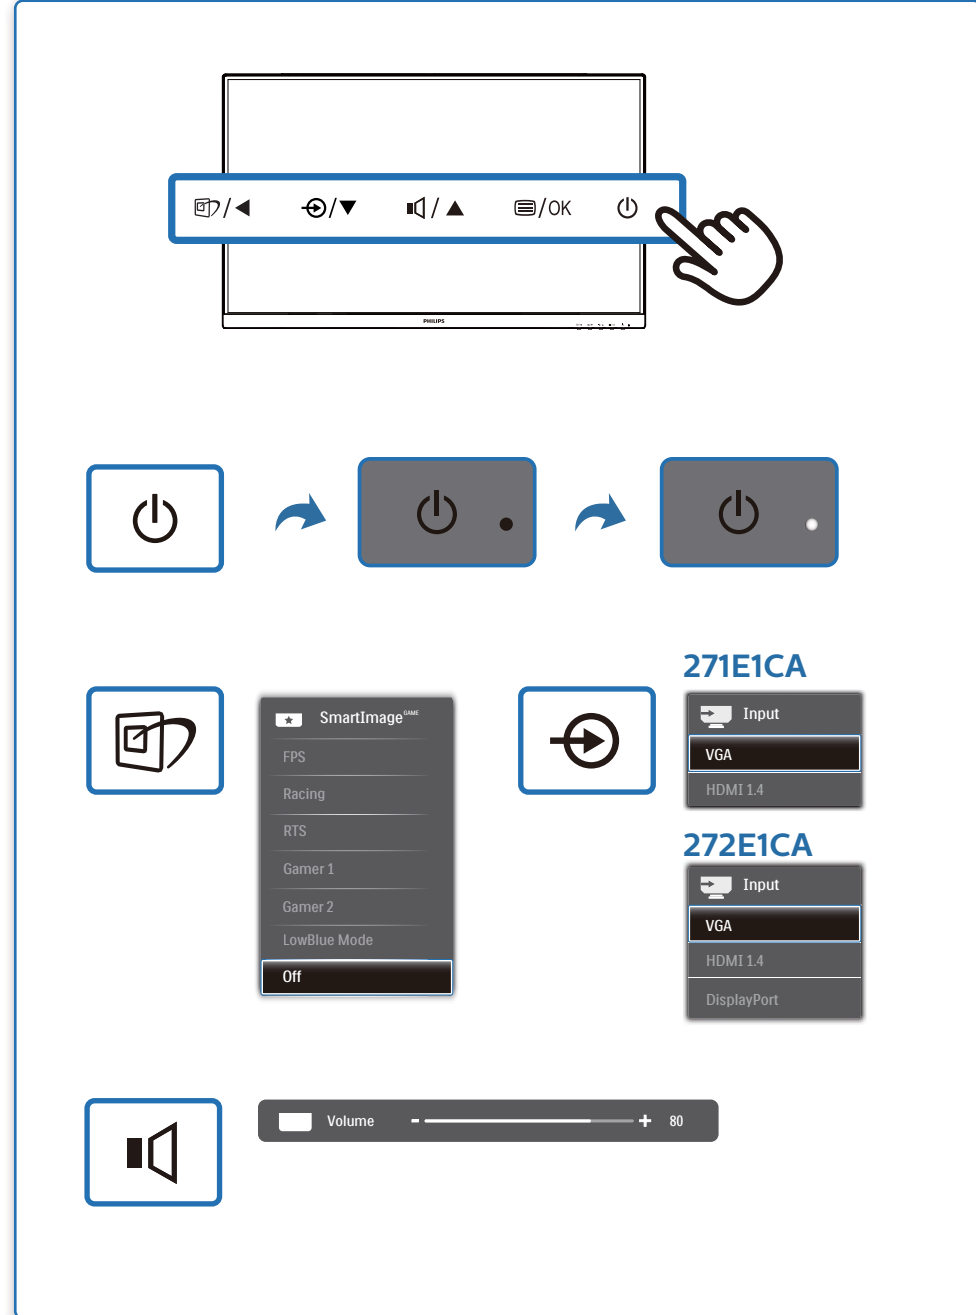 /OK
PHILIPS
271E1CA
Input
VGA
HDMI 1.4
SmartImage GAME
FPS
Racing
RTS
Gamer 1
Gamer 2
LowBlue Mode
Off
272E1CA
Input
VGA
HDMI 1.4
DisplayPort
Volume - + 80